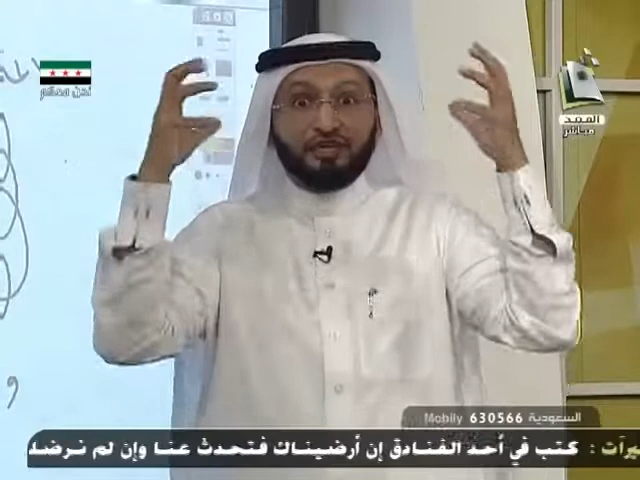 نحن معكم
المجد
مباشر
Mobily 630566 السعودية
كتب في أحد الفنادق إن أرضيناك فتحدث عنا وإن لم نرضك